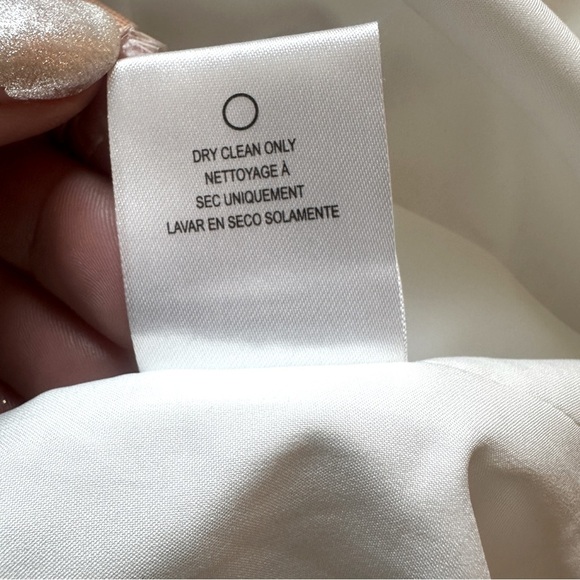 DRY CLEAN ONLY
NETTOYAGE À
SEC UNIQUEMENT
LAVAR EN SECO SOLAMENTE